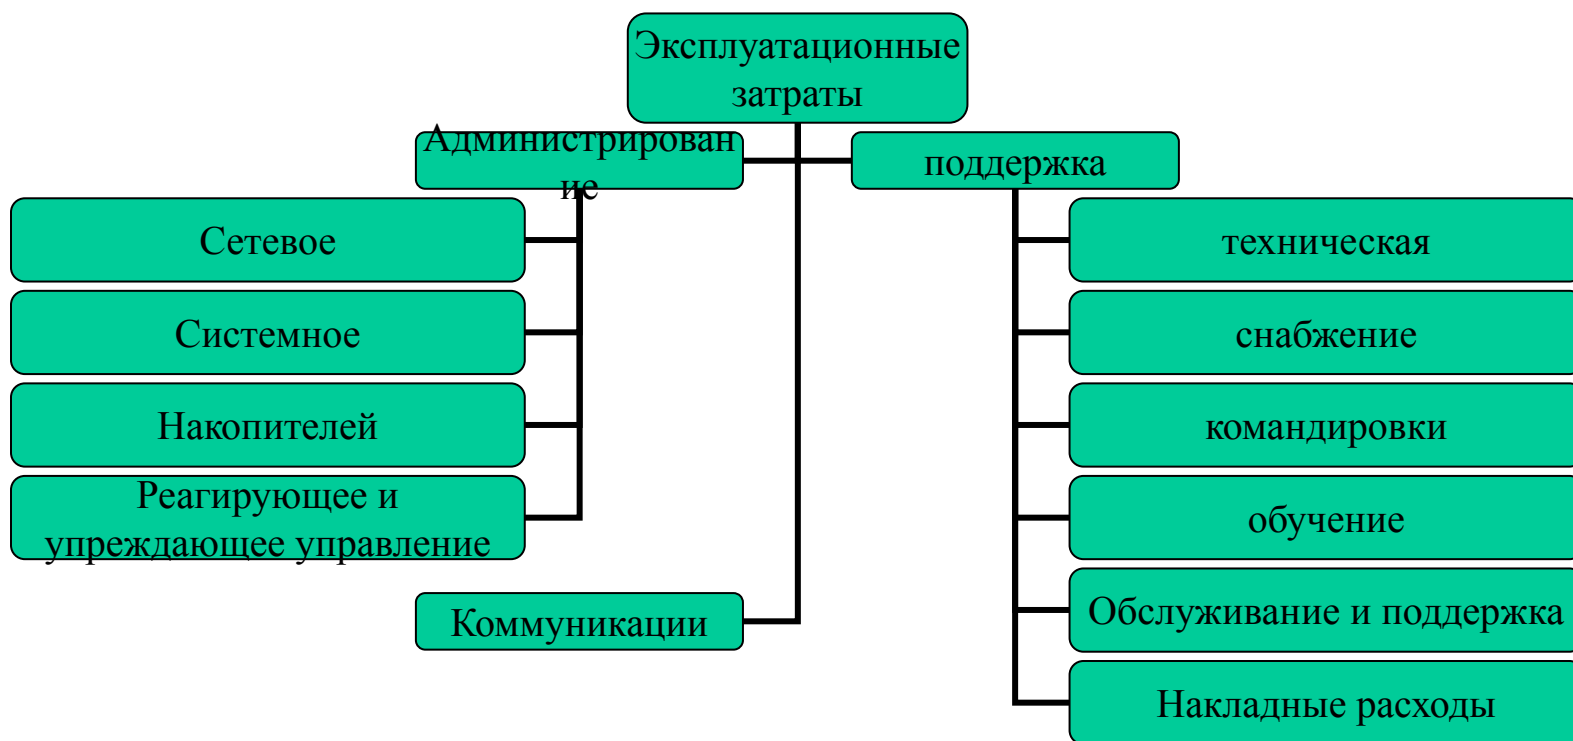 Эксплуатационные
затраты
Администрирован
ие
поддержка
Сетевое
Системное
Накопителей
Реагирующее и
упреждающее управление
Коммуникации
техническая
снабжение
командировки
обучение
Обслуживание и поддержка
Накладные расходы